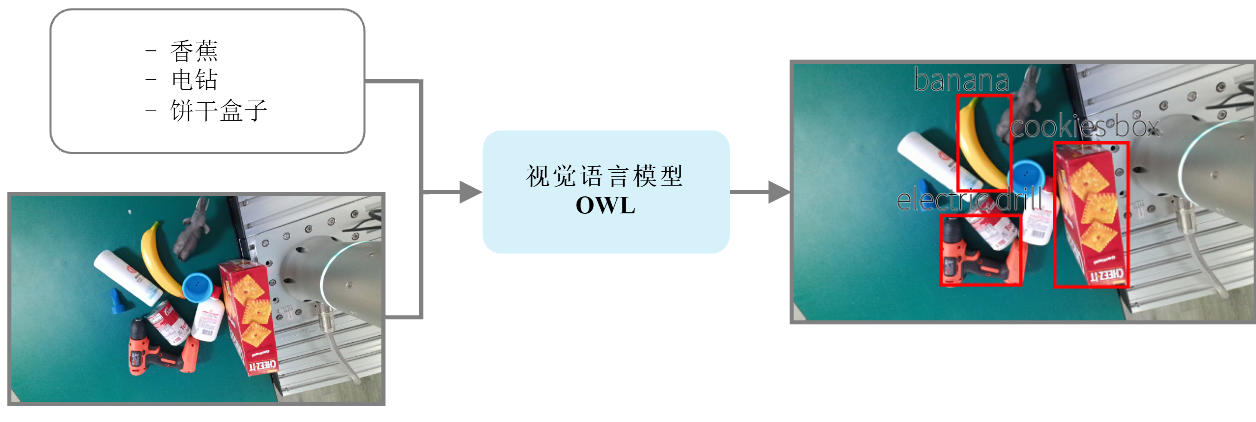 - 香蕉
- 电钻
- 饼干盒子
视觉语言模型
OWL
CHEEZ-IT
banana
cookies box
electric drill
CHEEZ-IT